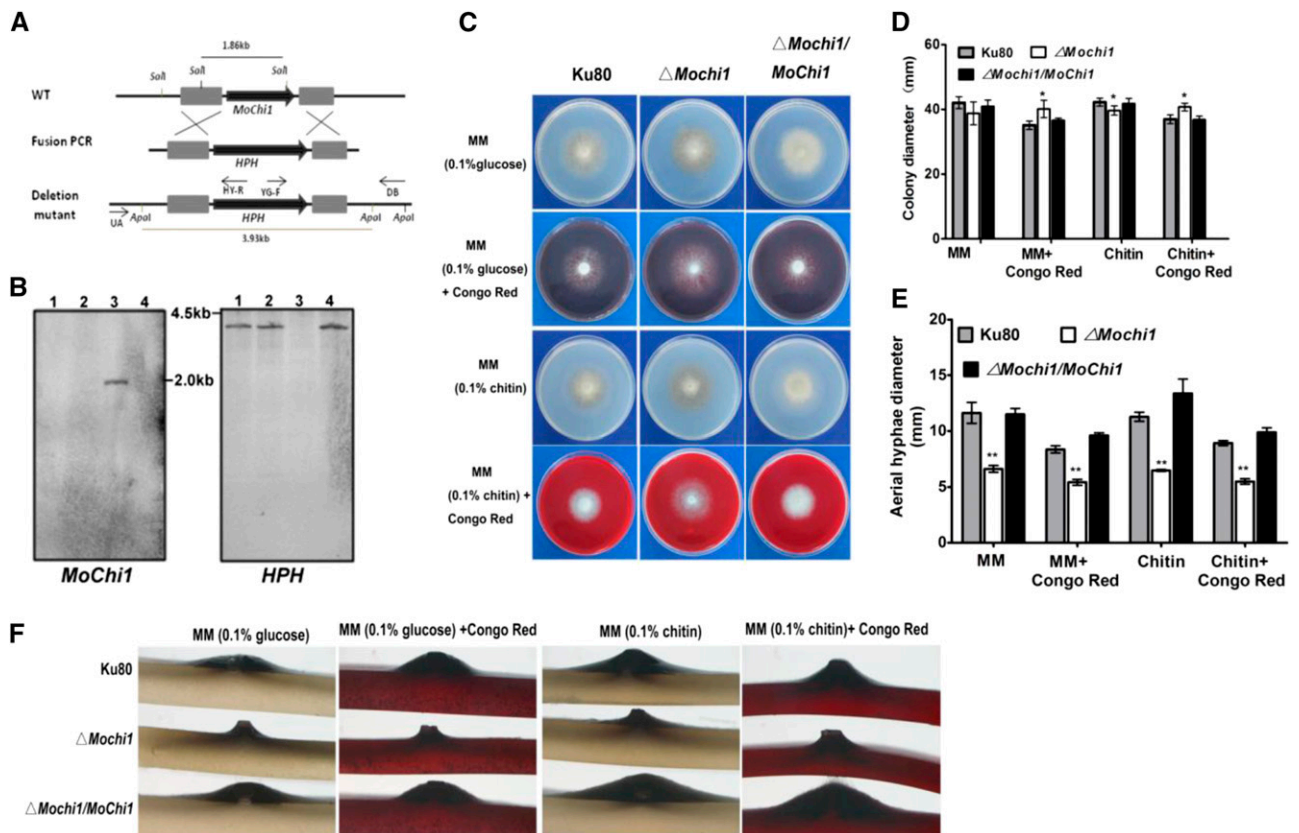 A
1.86kb
SalI
SalI
SalI
WT
MoChi1
Fusion PCR
HPH
Deletion
mutant
HY-R
YG-F
DB
UA
ApoI
HPH
ApoI
ApoI
3.93kb
B
1 2 3 4
1 2 3 4
4.5kb
2.0kb
MoChi1
HPH
C
Ku80
△Mochi1
△Mochi1/
MoChi1
MM
(0.1%glucose)
MM
(0.1% glucose)
+ Congo Red
MM
(0.1% chitin)
MM
(0.1% chitin) +
Congo Red
D
Colony diameter (mm)
60
40
20
0
Ku80
△Mochi1
△Mochi1/MoChi1
*
*
*
MM
MM+
Congo Red
Chitin
Chitin+
Congo Red
E
Aerial hyphae diameter
(mm)
20
15
10
5
0
Ku80
△Mochi1
△Mochi1/MoChi1
**
**
**
**
MM
MM+
Congo Red
Chitin
Chitin+
Congo Red
F
MM (0.1% glucose)
MM (0.1% glucose) +Congo Red
MM (0.1% chitin)
MM (0.1% chitin)+ Congo Red
Ku80
△Mochi1
△Mochi1/MoChi1